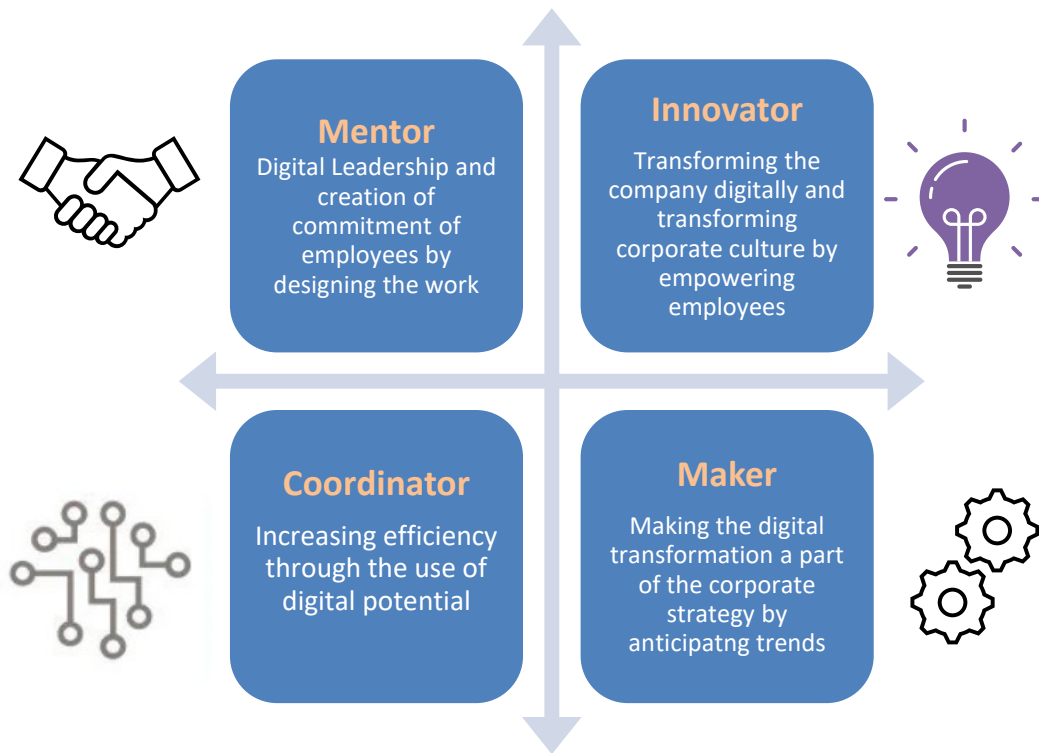 Mentor
Digital Leadership and
creation of
commitment of
employees by
designing the work
Innovator
Transforming the
company digitally and
transforming
corporate culture by
empowering
employees
Coordinator
Increasing efficiency
through the use of
digital potential
Maker
Making the digital
transformation a part
of the corporate
strategy by
anticipatng trends